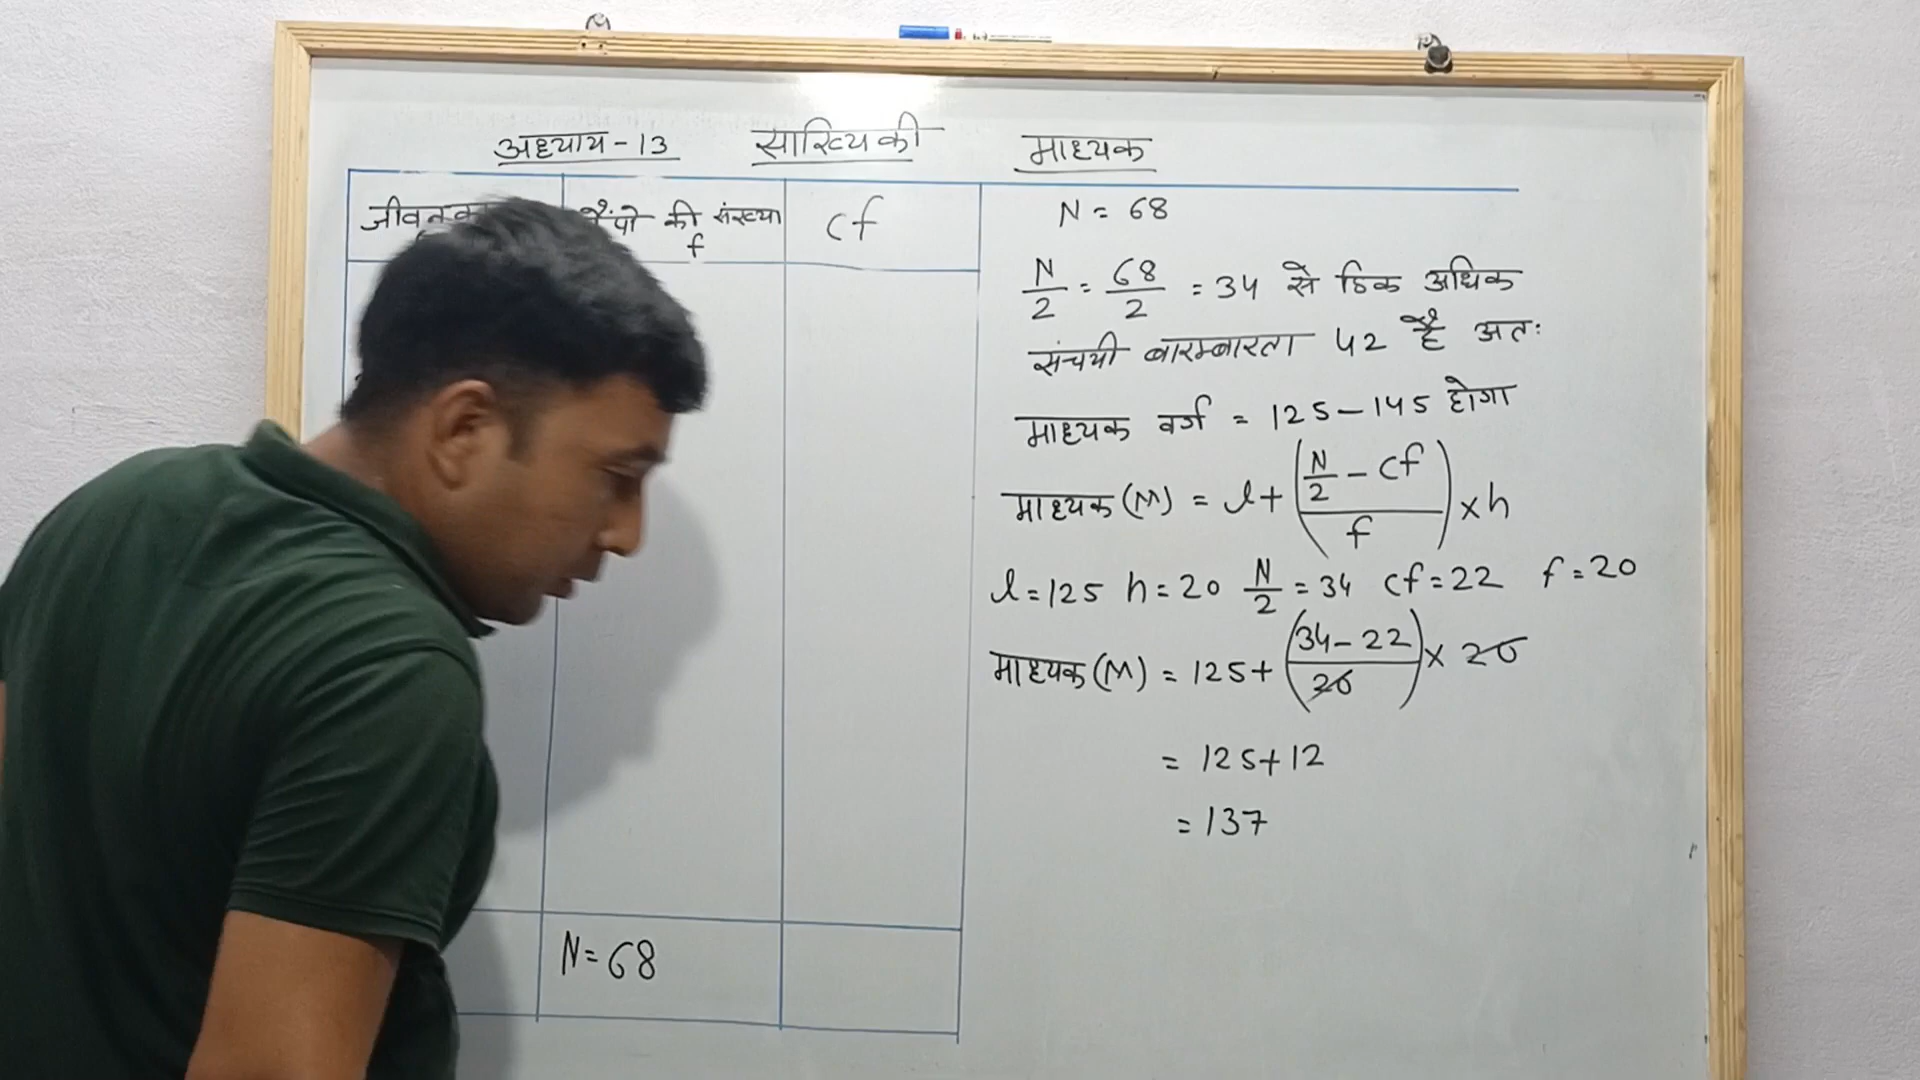 अध्याय-13 साख्यिकी माध्यक
की संख्या cf
f
N = 68
N = 68
N/2 = 68/2 = 34 से ठिक अधिक
संचयी बारम्बारता 42 है अतः
माध्यक वर्ग = 125-145 होगा
माध्यक (M) = l + ((N/2 - cf)/f) × h
l = 125 h = 20 N/2 = 34 cf = 22 f = 20
माध्यक (M) = 125 + ((34-22)/20) × 20
= 125+12
= 137